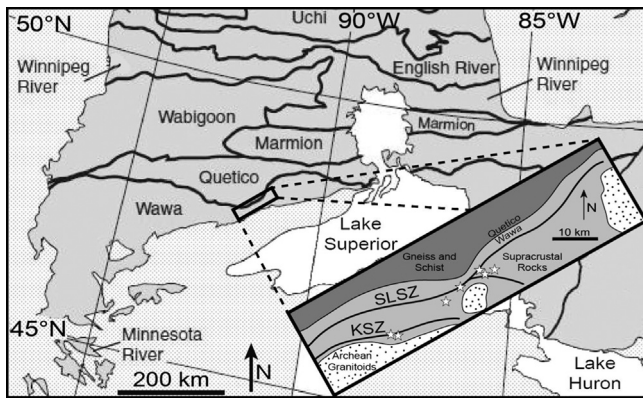 50°N
Uchi
90°W
85°W
Winnipeg
River
English River
Winnipeg
River
Wabigoon
Marmion
Marmion
Quetico
Wawa
Lake
Superior
Quetico
Wawa
N
10 km
Gneiss and
Schist
Supracrustal
Rocks
SLSZ
KSZ
Archean
Granitoids
45°N
Minnesota
River
200 km
N
Lake
Huron